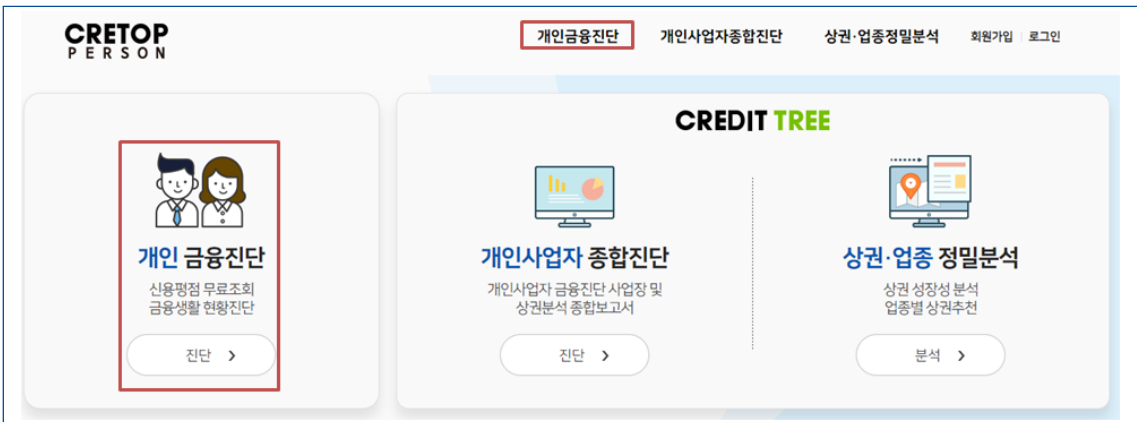 CRETOP
PERSON
개인금융진단
개인사업자종합진단
상권·업종정밀분석
회원가입
로그인
개인 금융진단
신용평점 무료조회
금융생활 현황진단
진단 >
CREDIT TREE
개인사업자 종합진단
개인사업자 금융진단 사업장 및
상권분석 종합보고서
진단 >
상권·업종 정밀분석
상권 성장성 분석
업종별 상권추천
분석 >